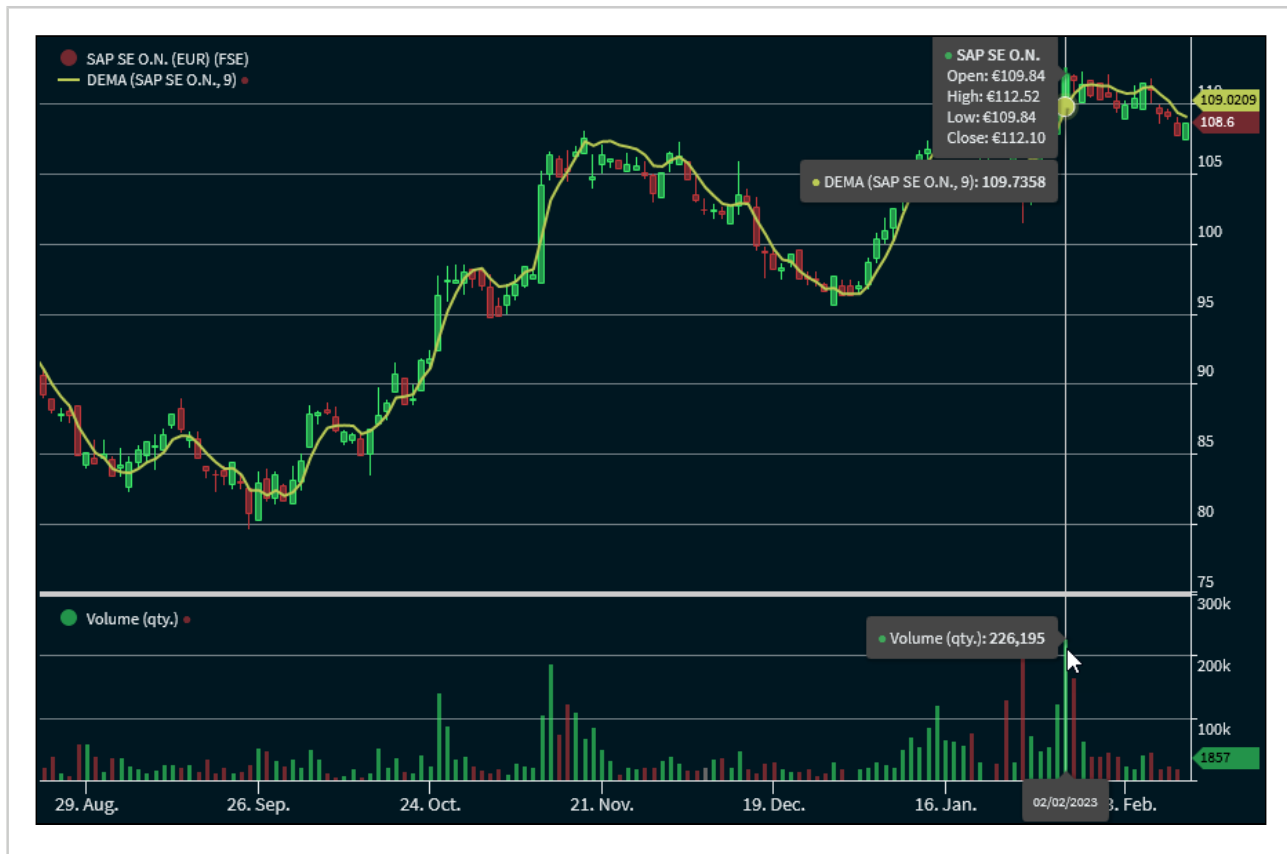 SAP SE O.N. (EUR) (FSE)
DEMA (SAP SE O.N., 9)
SAP SE O.N.
Open: €109.84
High: €112.52
Low: €109.84
Close: €112.10
DEMA (SAP SE O.N., 9): 109.7358
109.0209
108.6
105
100
95
90
85
80
75
Volume (qty.)
Volume (qty.): 226,195
300k
200k
100k
1857
29. Aug.
26. Sep.
24. Oct.
21. Nov.
19. Dec.
16. Jan.
02/02/2023
Feb.